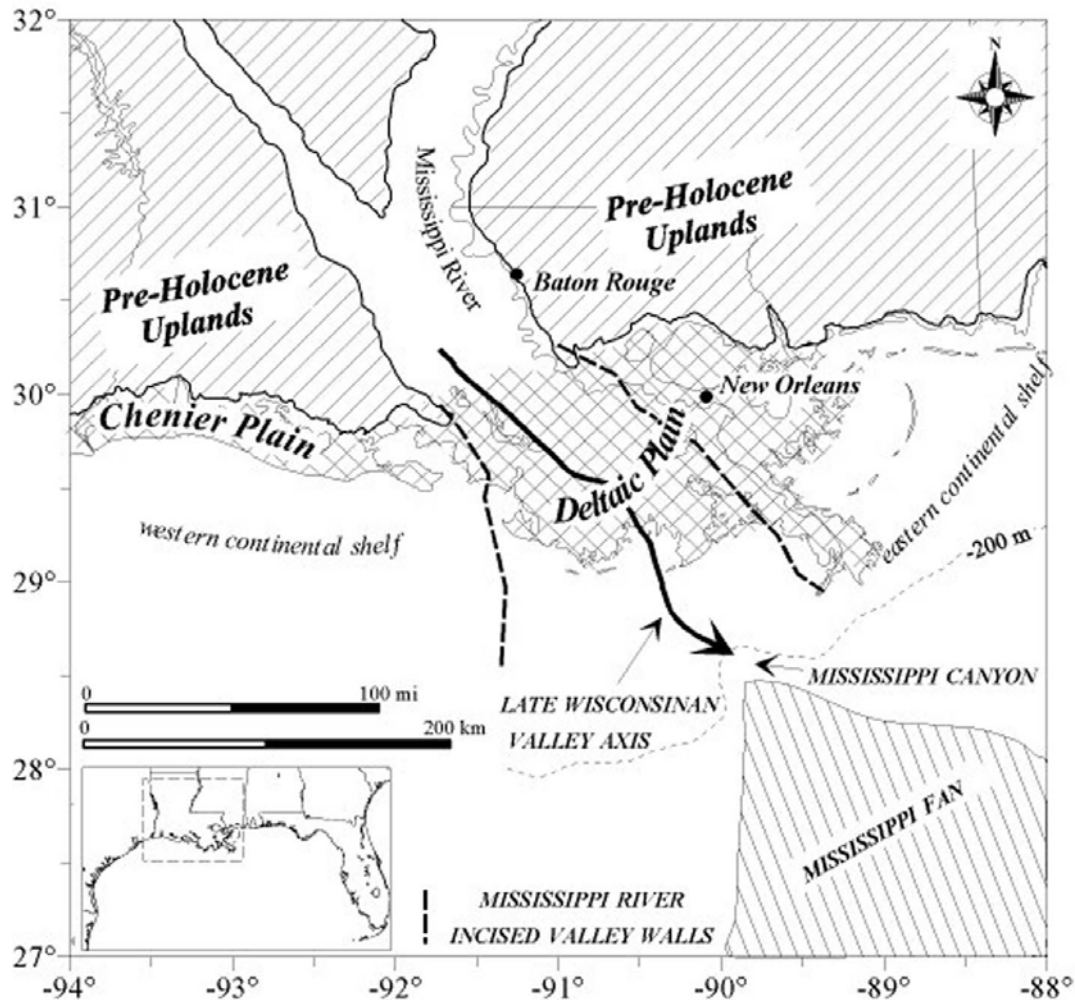 32°
N
Mississippi River
31°
Pre-Holocene
Uplands
Pre-Holocene
Uplands
Baton Rouge
30°
New Orleans
Chenier Plain
Deltaic Plain
western continental shelf
eastern continental shelf
-200 m
29°
MISSISSIPPI CANYON
0 100 mi
LATE WISCONSINAN
VALLEY AXIS
0 200 km
28°
MISSISSIPPI FAN
MISSISSIPPI RIVER
INCISED VALLEY WALLS
27°
-94° -93° -92° -91° -90° -89° -88°